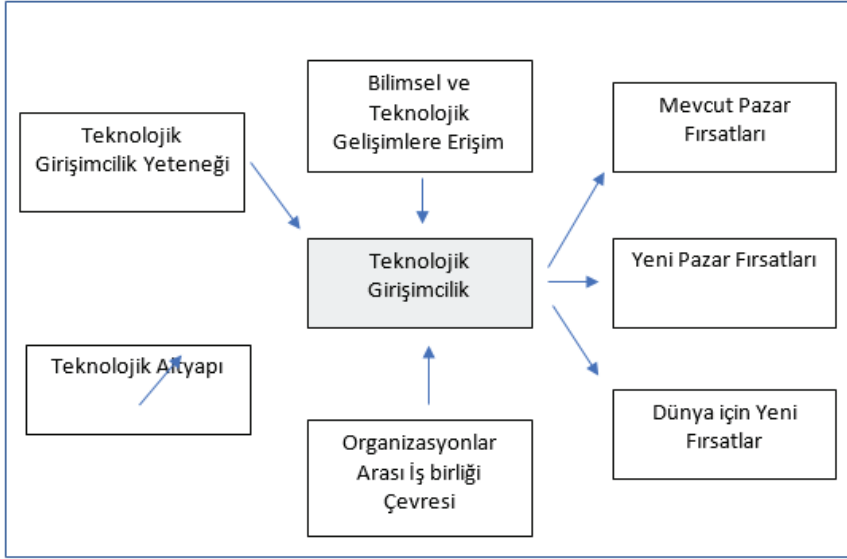 Teknolojik
Girişimcilik Yeteneği
Bilimsel ve
Teknolojik
Gelişimlere Erişim
Mevcut Pazar
Fırsatları
Teknolojik
Girişimcilik
Yeni Pazar Fırsatları
Teknolojik Altyapı
Organizasyonlar
Arası İş birliği
Çevresi
Dünya için Yeni
Fırsatlar